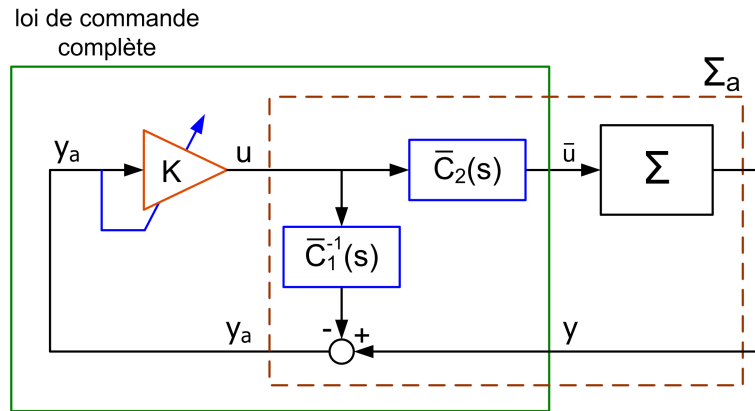 loi de commande
complète
Σa
ya
K
u
C̅2(s)
u̅
Σ
C̅1-1(s)
- +
ya
y